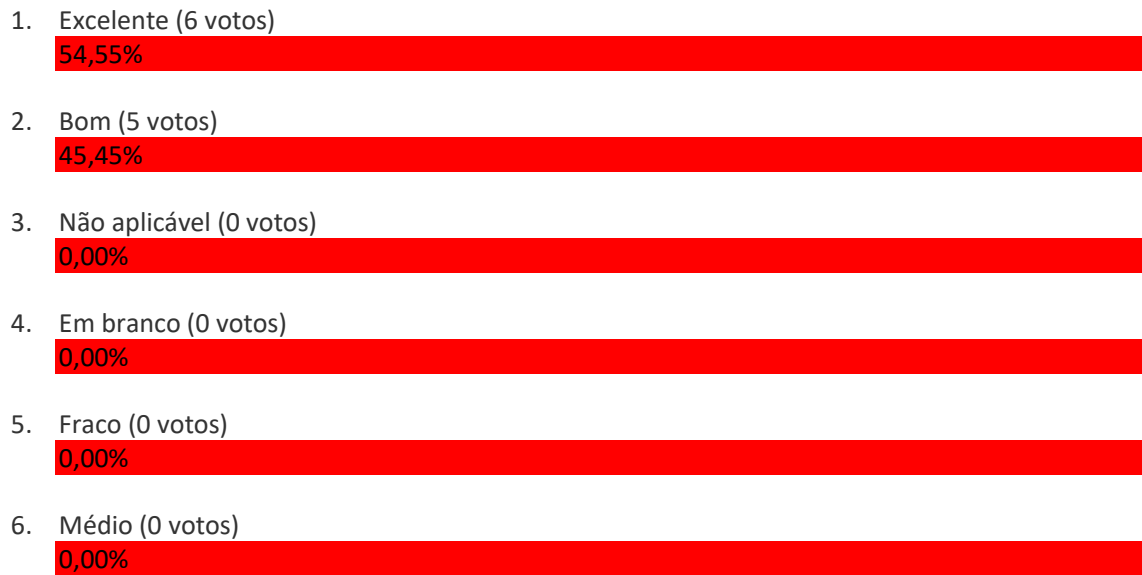 1. Excelente (6 votos)
54,55%
2. Bom (5 votos)
45,45%
3. Não aplicável (0 votos)
0,00%
4. Em branco (0 votos)
0,00%
5. Fraco (0 votos)
0,00%
6. Médio (0 votos)
0,00%